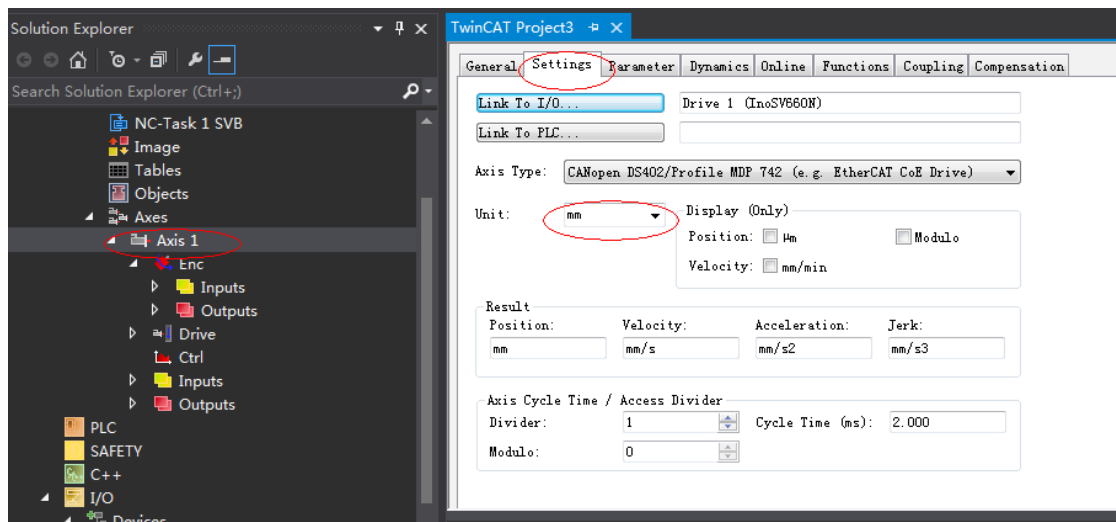 Solution Explorer
Search Solution Explorer (Ctrl+;)
NC-Task 1 SVB
Image
Tables
Objects
Axes
Axis 1
Enc
Inputs
Outputs
Drive
Ctrl
Inputs
Outputs
PLC
SAFETY
C++
I/O
Devices
TwinCAT Project3
General Settings Parameter Dynamics Online Functions Coupling Compensation
Link To I/O... Drive 1 (InoSV660N)
Link To PLC...
Axis Type: CANopen DS402/Profile MDP 742 (e.g. EtherCAT CoE Drive)
Unit: mm Display (Only)
Position: µm Modulo
Velocity: mm/min
Result
Position: Velocity: Acceleration: Jerk:
mm mm/s mm/s2 mm/s3
Axis Cycle Time / Access Divider
Divider: 1 Cycle Time (ms): 2.000
Modulo: 0